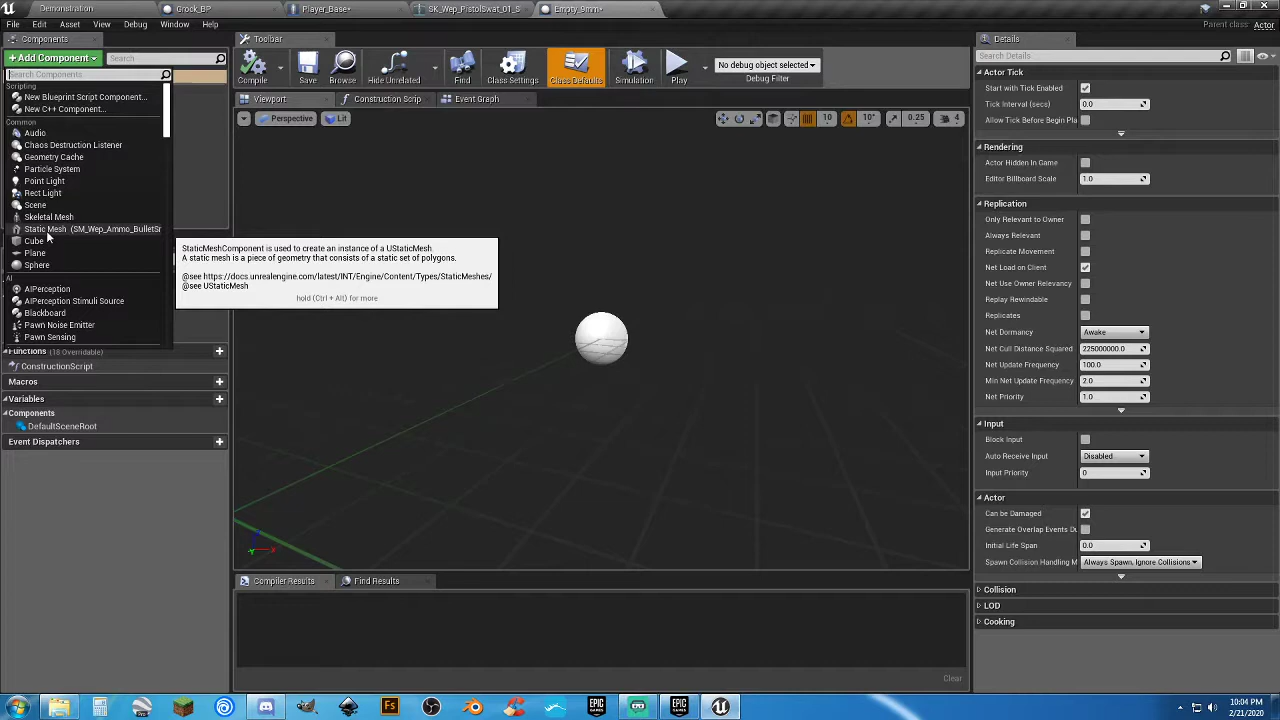 Demonstration
Grock_BP
Player_Base*
SK_Wep_PistolSwat_01_S
Empty_9mm*
File Edit Asset View Debug Window Help
Parent class: Actor
Components
+Add Component
Search
Search Components
Scripting
New Blueprint Script Component...
New C++ Component...
Common
Audio
Chaos Destruction Listener
Geometry Cache
Particle System
Point Light
Rect Light
Scene
Skeletal Mesh
Static Mesh (SM_Wep_Ammo_BulletSr
Cube
Plane
Sphere
AI
AIPerception
AIPerception Stimuli Source
Blackboard
Pawn Noise Emitter
Pawn Sensing
Functions (18 Overridable)
ConstructionScript
Macros
Variables
Components
DefaultSceneRoot
Event Dispatchers
StaticMeshComponent is used to create an instance of a UStaticMesh.
A static mesh is a piece of geometry that consists of a static set of polygons.
@see https://docs.unrealengine.com/latest/INT/Engine/Content/Types/StaticMeshes/
@see UStaticMesh
hold (Ctrl + Alt) for more
Toolbar
Compile
Save
Browse
Hide Unrelated
Find
Class Settings
Class Defaults
Simulation
Play
No debug object selected
Debug Filter
Viewport
Construction Scrip
Event Graph
Perspective
Lit
10
10°
0.25
4
Compiler Results
Find Results
Clear
Details
Search Details
Actor Tick
Start with Tick Enabled
Tick Interval (secs) 0.0
Allow Tick Before Begin Pla
Rendering
Actor Hidden In Game
Editor Billboard Scale 1.0
Replication
Only Relevant to Owner
Always Relevant
Replicate Movement
Net Load on Client
Net Use Owner Relevancy
Replay Rewindable
Replicates
Net Dormancy Awake
Net Cull Distance Squared 225000000.0
Net Update Frequency 100.0
Min Net Update Frequency 2.0
Net Priority 1.0
Input
Block Input
Auto Receive Input Disabled
Input Priority 0
Actor
Can be Damaged
Generate Overlap Events Du
Initial Life Span 0.0
Spawn Collision Handling M Always Spawn, Ignore Collisions
Collision
LOD
Cooking
Pro
Fs
EPIC GAMES
EPIC GAMES
10:04 PM
2/21/2020